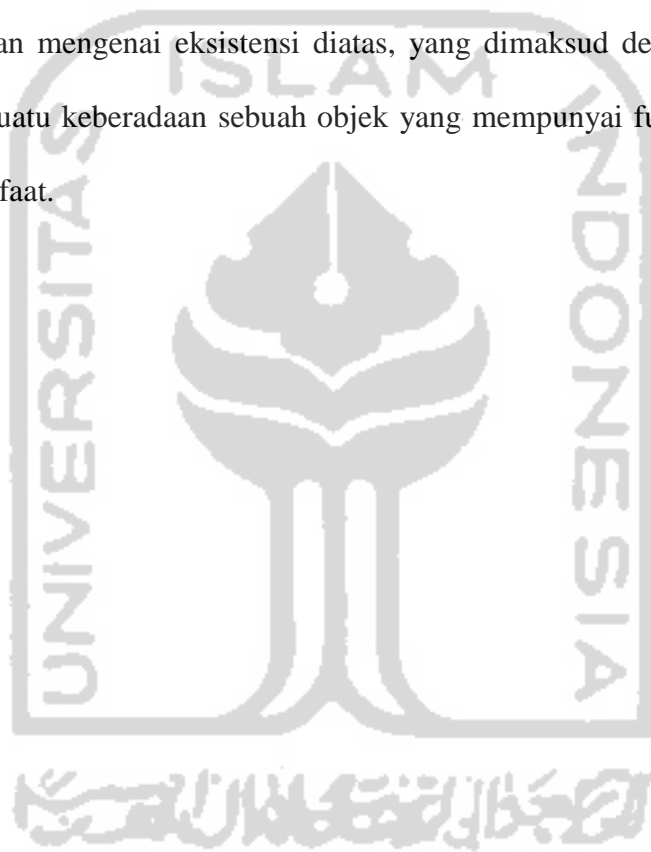 an mengenai eksistensi diatas, yang dimaksud de
uatu keberadaan sebuah objek yang mempunyai fu
faat.
ISLAM
UNIVERSITAS
INDONESIA